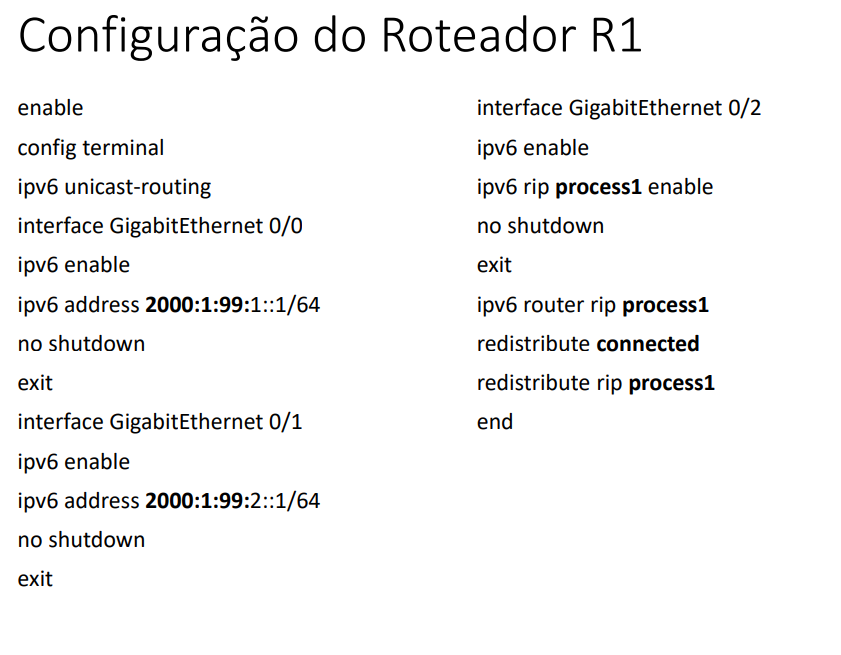 Configuração do Roteador R1
enable
config terminal
ipv6 unicast-routing
interface GigabitEthernet 0/0
ipv6 enable
ipv6 address 2000:1:99:1::1/64
no shutdown
exit
interface GigabitEthernet 0/1
ipv6 enable
ipv6 address 2000:1:99:2::1/64
no shutdown
exit
interface GigabitEthernet 0/2
ipv6 enable
ipv6 rip process1 enable
no shutdown
exit
ipv6 router rip process1
redistribute connected
redistribute rip process1
end